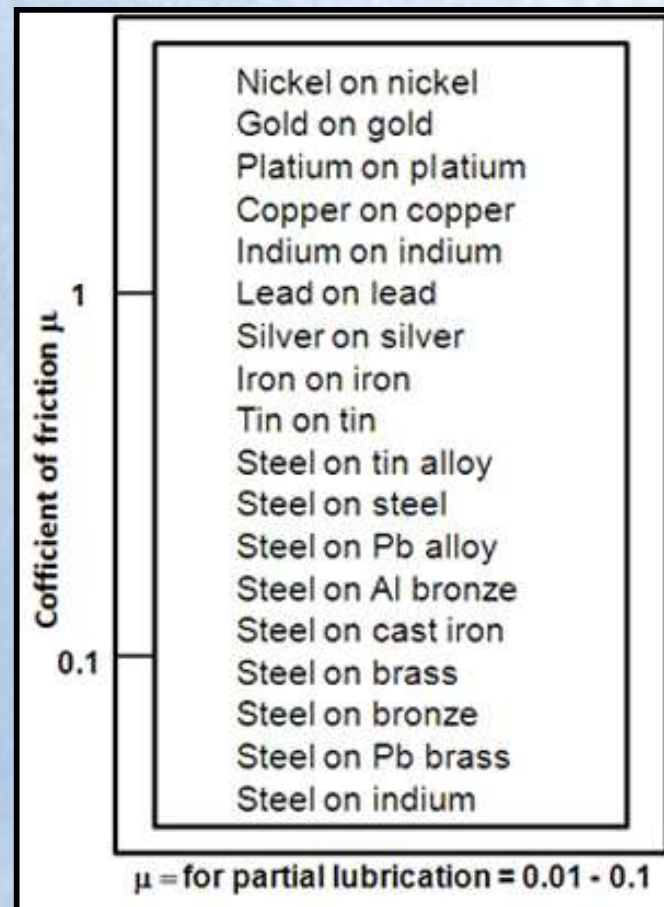 Nickel on nickel
Gold on gold
Platium on platium
Copper on copper
Indium on indium
1
Lead on lead
Silver on silver
Iron on iron
Tin on tin
Steel on tin alloy
Steel on steel
Steel on Pb alloy
Steel on Al bronze
Steel on cast iron
0.1
Steel on brass
Steel on bronze
Steel on Pb brass
Steel on indium
Cofficient of friction μ
μ = for partial lubrication = 0.01 - 0.1